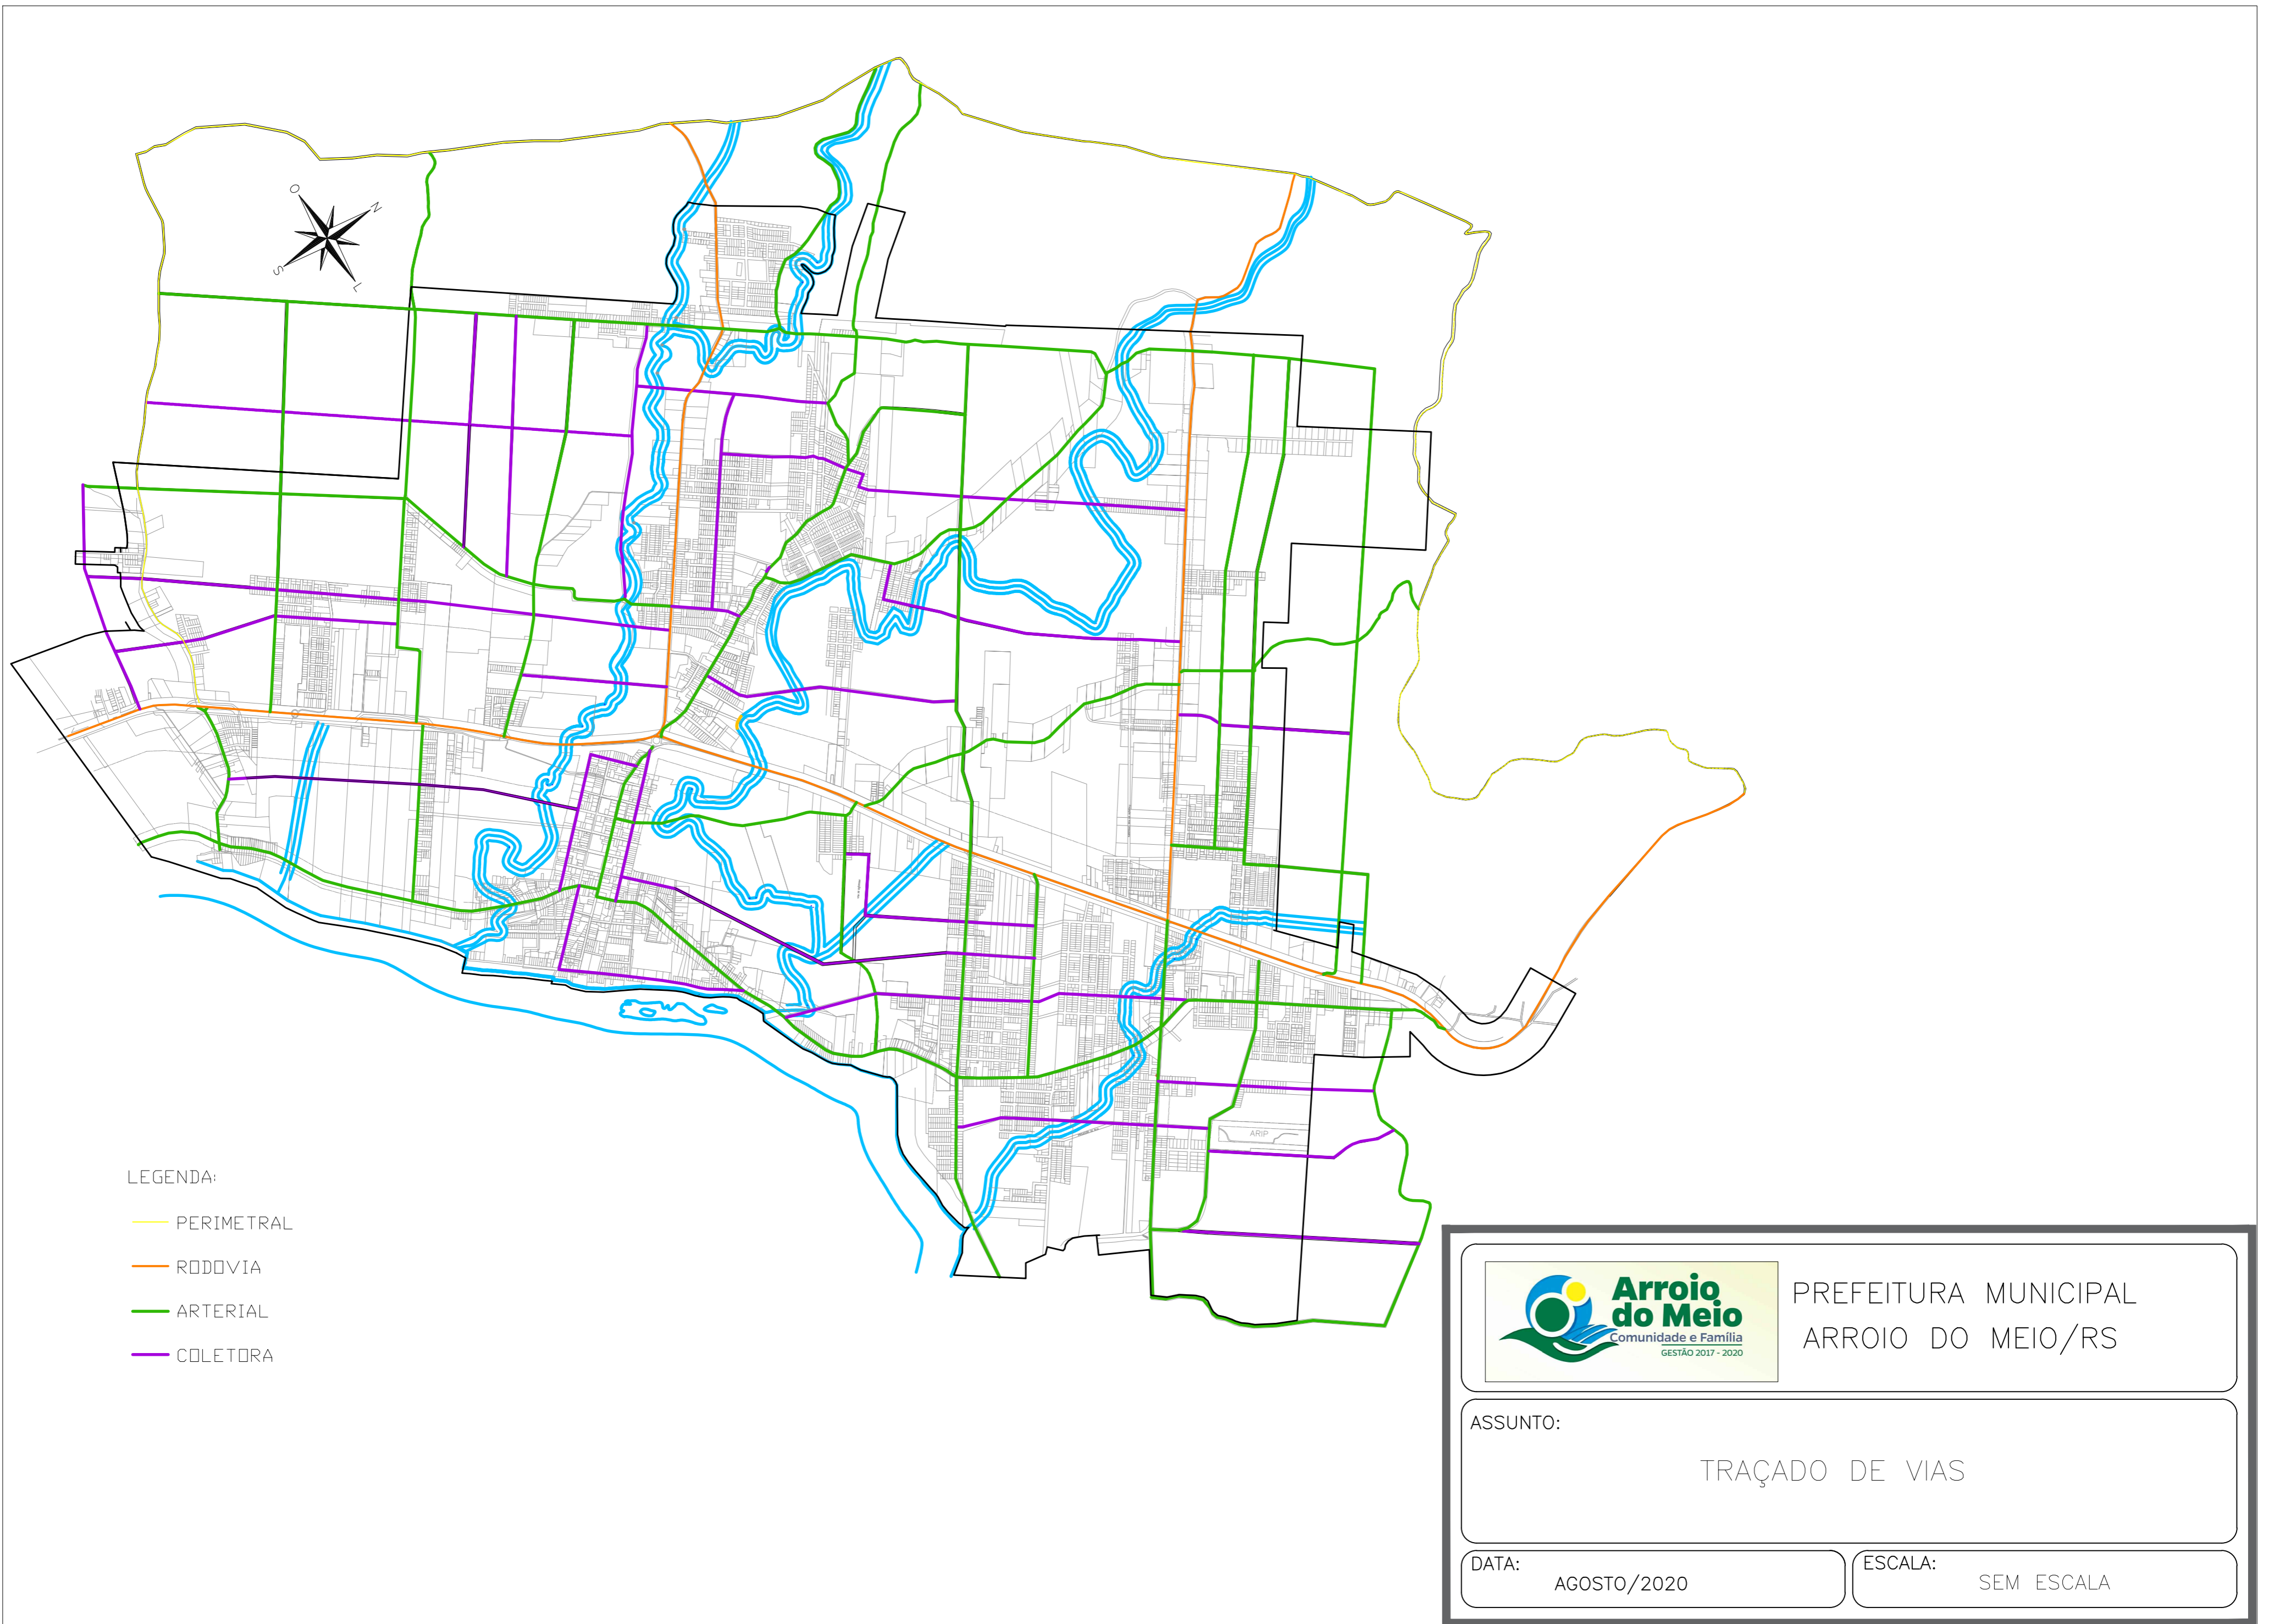 O
N
S
L
ARIP
LEGENDA:
PERIMETRAL
RODOVIA
ARTERIAL
COLETORA
Arroio
do Meio
Comunidade e Família
GESTÃO 2017 - 2020
PREFEITURA MUNICIPAL
ARROIO DO MEIO/RS
ASSUNTO:
TRAÇADO DE VIAS
DATA:
AGOSTO/2020
ESCALA:
SEM ESCALA